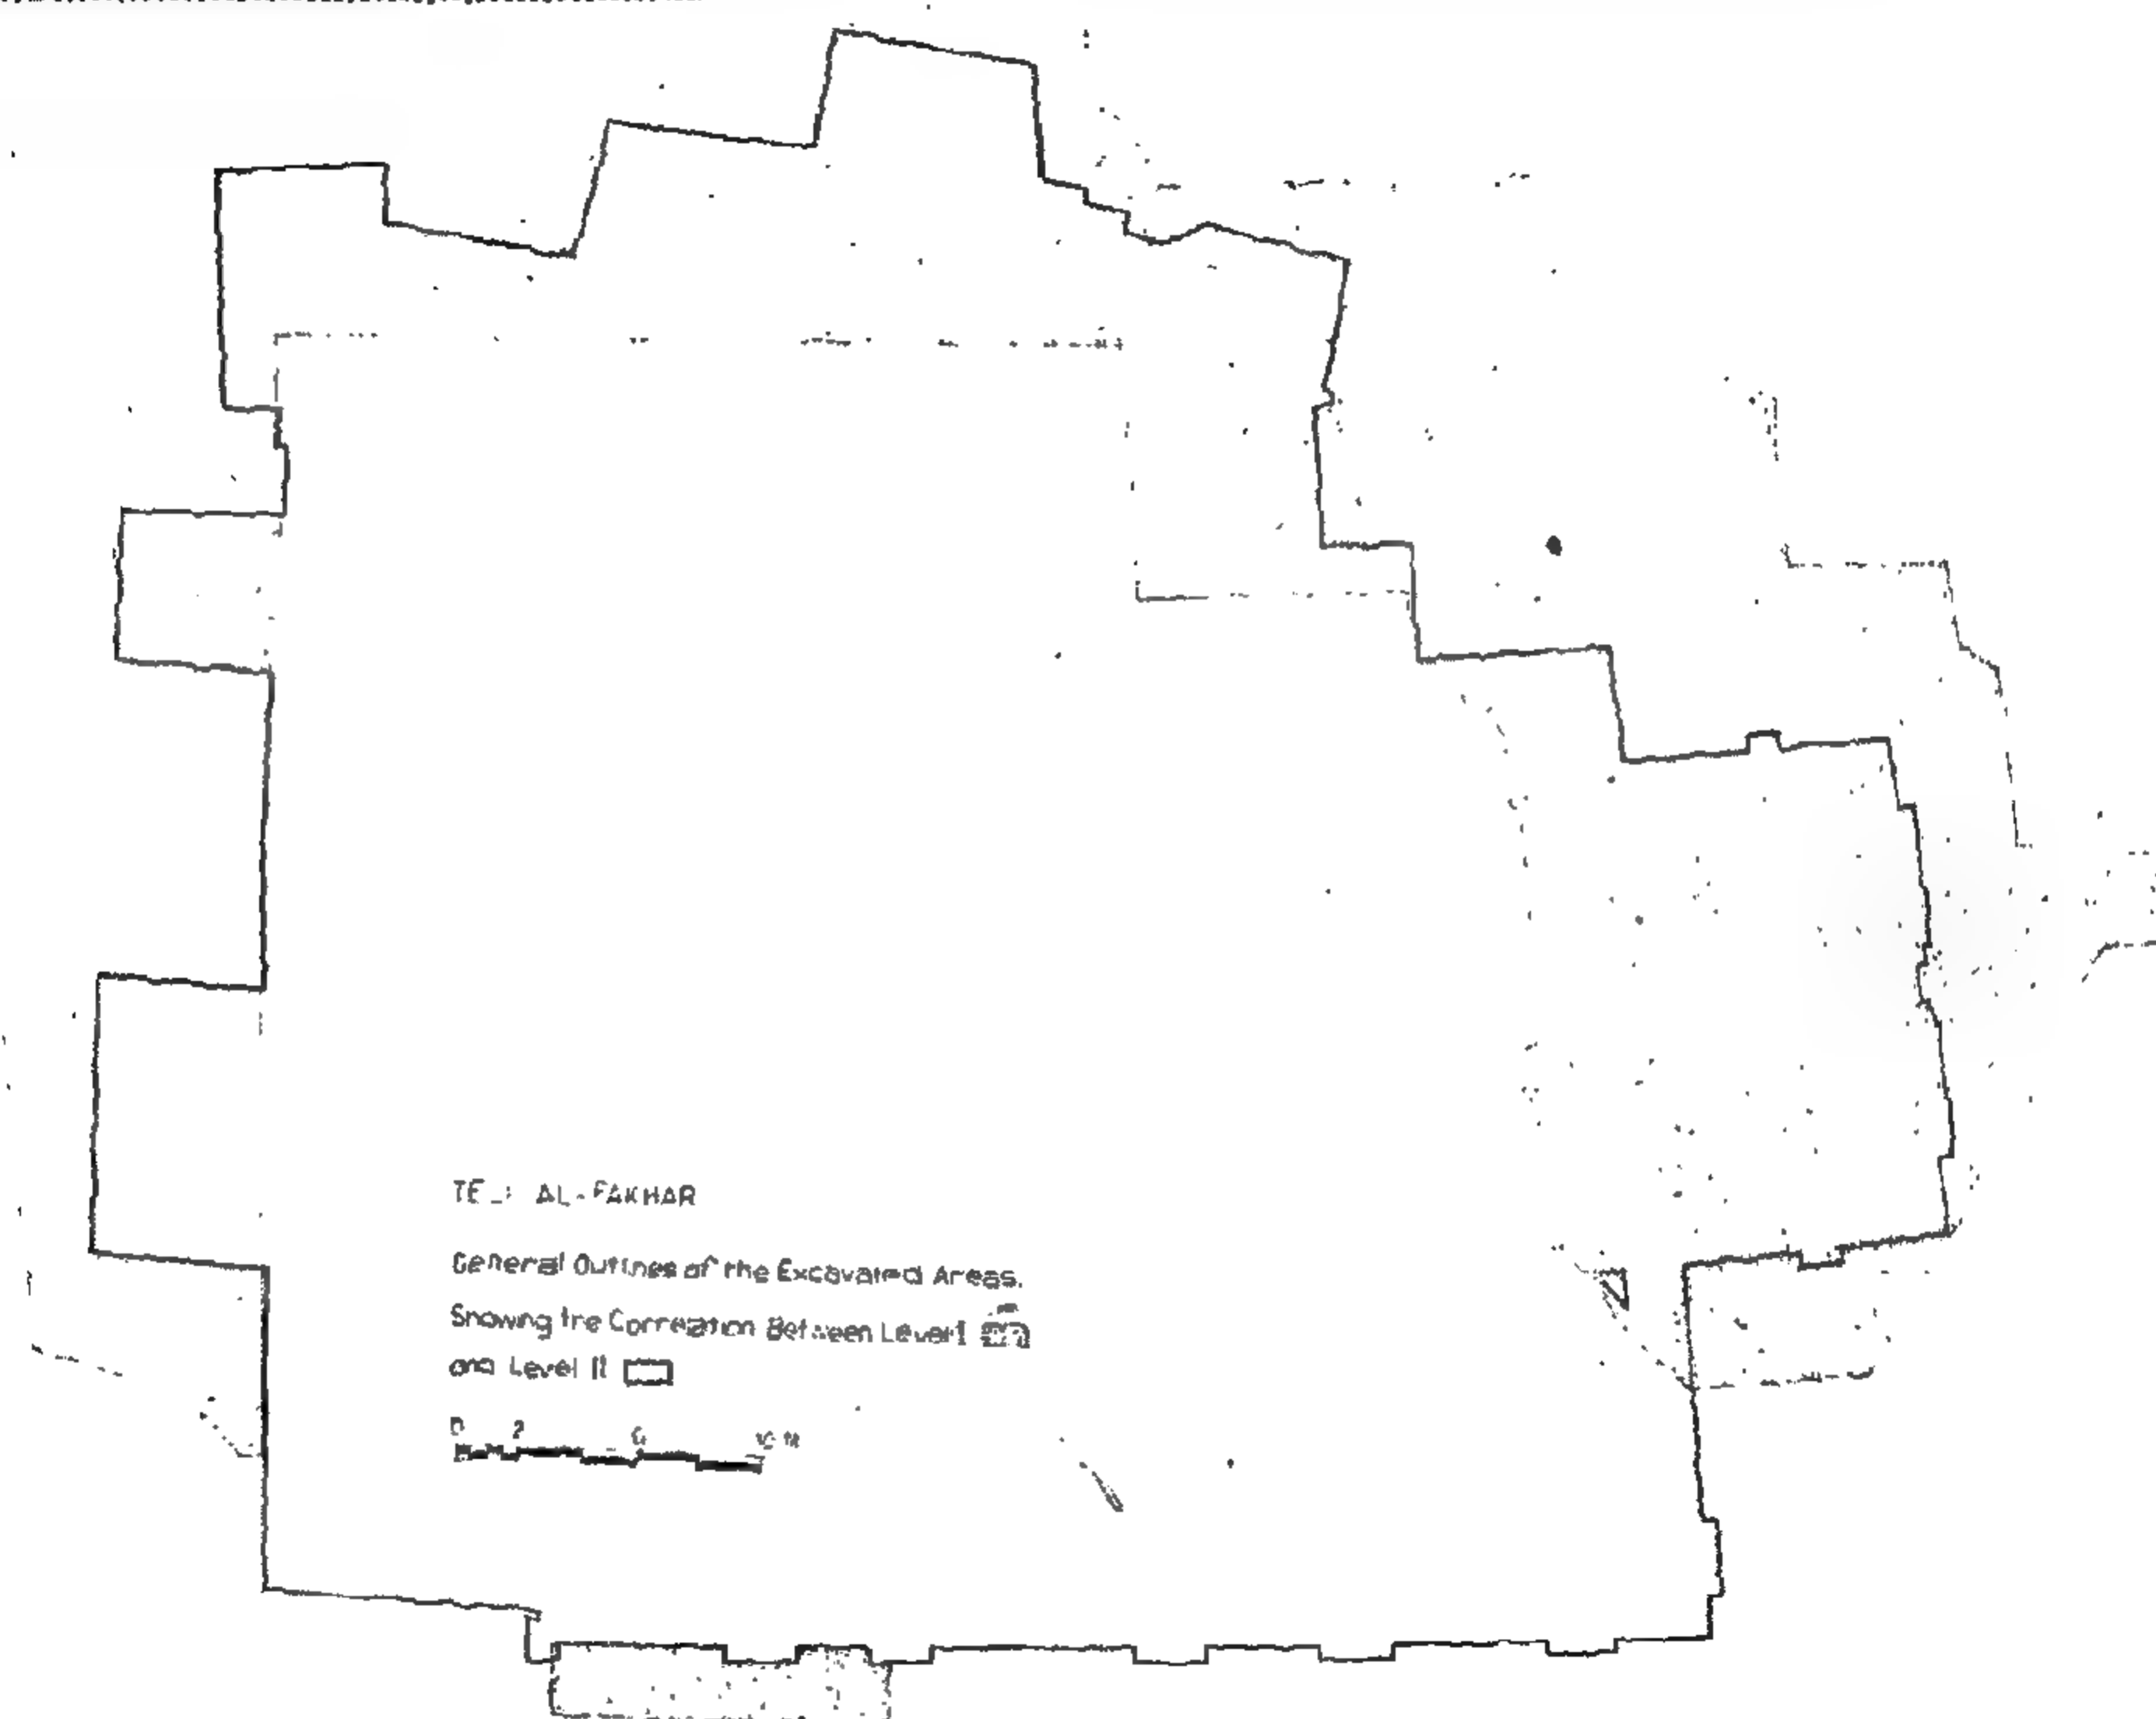 TELL AL-FAKHAR
General Outlines of the Excavated Areas.
Showing the Correlation Between Level I
and Level II
0 2 6 10 M